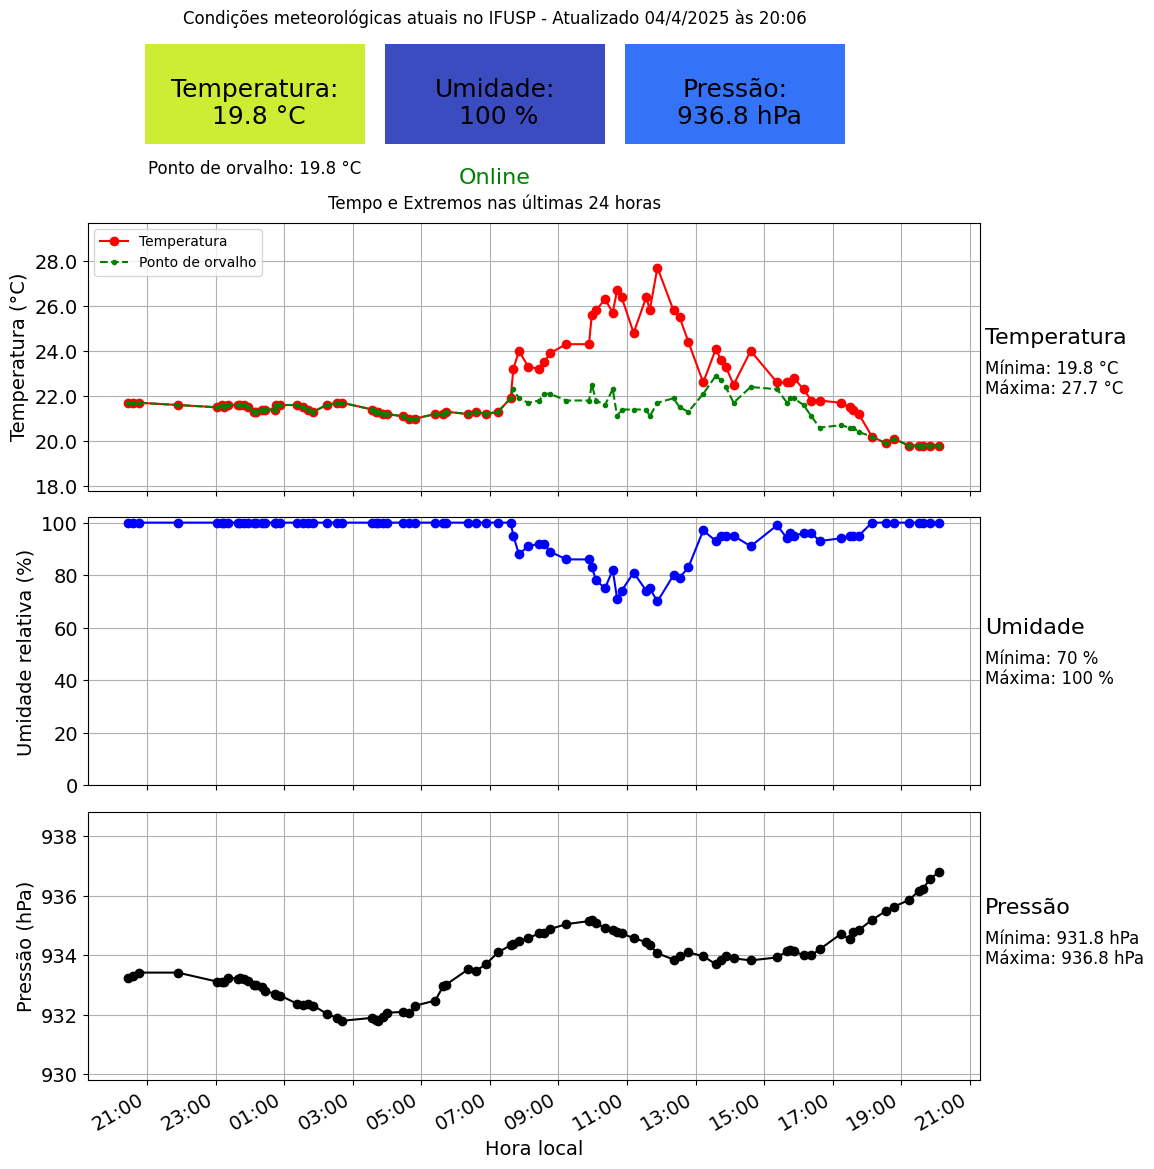 Condições meteorológicas atuais no IFUSP - Atualizado 04/4/2025 às 20:06
Temperatura:
19.8 °C
Umidade:
100 %
Pressão:
936.8 hPa
Ponto de orvalho: 19.8 °C
Online
Tempo e Extremos nas últimas 24 horas
Temperatura
Ponto de orvalho
Temperatura (°C)
28.0
26.0
24.0
22.0
20.0
18.0
Temperatura
Mínima: 19.8 °C
Máxima: 27.7 °C
Umidade relativa (%)
100
80
60
40
20
0
Umidade
Mínima: 70 %
Máxima: 100 %
Pressão (hPa)
938
936
934
932
930
Pressão
Mínima: 931.8 hPa
Máxima: 936.8 hPa
21:00
23:00
01:00
03:00
05:00
07:00
09:00
11:00
13:00
15:00
17:00
19:00
21:00
Hora local